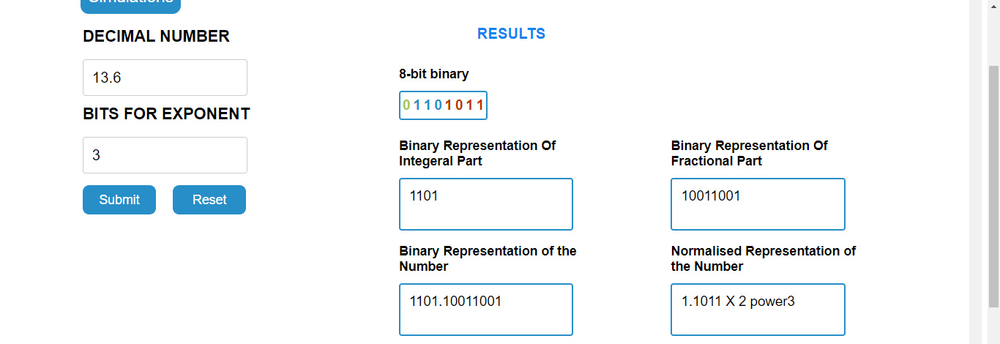 Simulations
DECIMAL NUMBER
13.6
BITS FOR EXPONENT
3
Submit
Reset
RESULTS
8-bit binary
01101011
Binary Representation Of
Integeral Part
1101
Binary Representation Of
Fractional Part
10011001
Binary Representation of the
Number
1101.10011001
Normalised Representation of
the Number
1.1011 X 2 power3